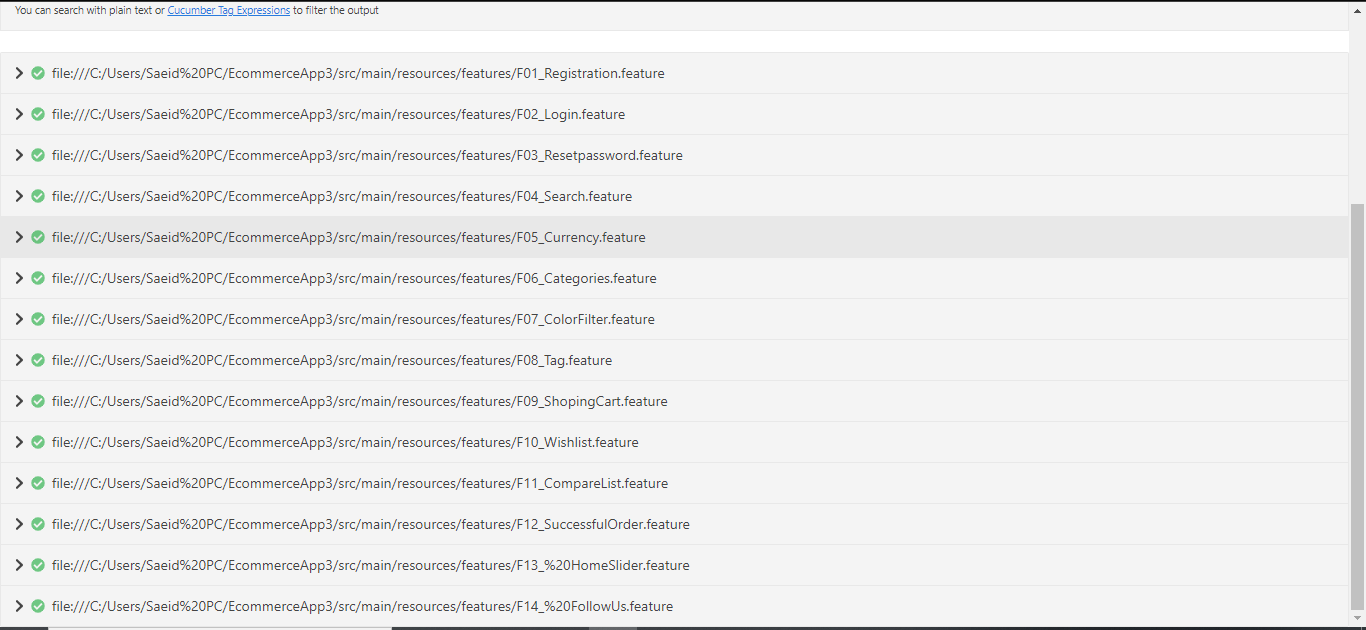 You can search with plain text or Cucumber Tag Expressions to filter the output
file:///C:/Users/Saeid%20PC/EcommerceApp3/src/main/resources/features/F01_Registration.feature
file:///C:/Users/Saeid%20PC/EcommerceApp3/src/main/resources/features/F02_Login.feature
file:///C:/Users/Saeid%20PC/EcommerceApp3/src/main/resources/features/F03_Resetpassword.feature
file:///C:/Users/Saeid%20PC/EcommerceApp3/src/main/resources/features/F04_Search.feature
file:///C:/Users/Saeid%20PC/EcommerceApp3/src/main/resources/features/F05_Currency.feature
file:///C:/Users/Saeid%20PC/EcommerceApp3/src/main/resources/features/F06_Categories.feature
file:///C:/Users/Saeid%20PC/EcommerceApp3/src/main/resources/features/F07_ColorFilter.feature
file:///C:/Users/Saeid%20PC/EcommerceApp3/src/main/resources/features/F08_Tag.feature
file:///C:/Users/Saeid%20PC/EcommerceApp3/src/main/resources/features/F09_ShopingCart.feature
file:///C:/Users/Saeid%20PC/EcommerceApp3/src/main/resources/features/F10_Wishlist.feature
file:///C:/Users/Saeid%20PC/EcommerceApp3/src/main/resources/features/F11_CompareList.feature
file:///C:/Users/Saeid%20PC/EcommerceApp3/src/main/resources/features/F12_SuccessfulOrder.feature
file:///C:/Users/Saeid%20PC/EcommerceApp3/src/main/resources/features/F13_%20HomeSlider.feature
file:///C:/Users/Saeid%20PC/EcommerceApp3/src/main/resources/features/F14_%20FollowUs.feature